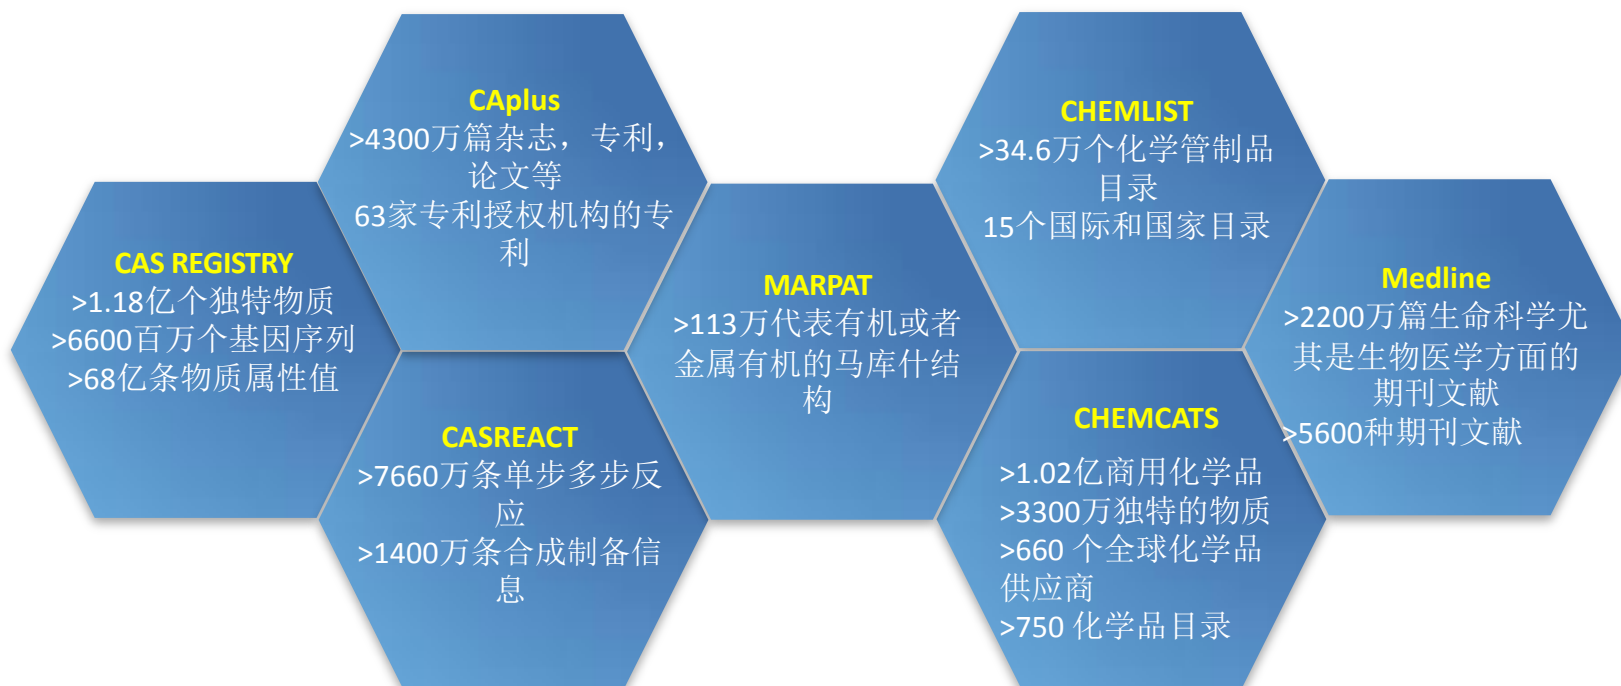 CAS REGISTRY
>1.18亿个独特物质
>6600百万个基因序列
>68亿条物质属性值
CAplus
>4300万篇杂志，专利，
论文等
63家专利授权机构的专
利
CASREACT
>7660万条单步多步反
应
>1400万条合成制备信
息
MARPAT
>113万代表有机或者
金属有机的马库什结
构
CHEMLIST
>34.6万个化学管制品
目录
15个国际和国家目录
CHEMCATS
>1.02亿商用化学品
>3300万独特的物质
>660 个全球化学品
供应商
>750 化学品目录
Medline
>2200万篇生命科学尤
其是生物医学方面的
期刊文献
>5600种期刊文献